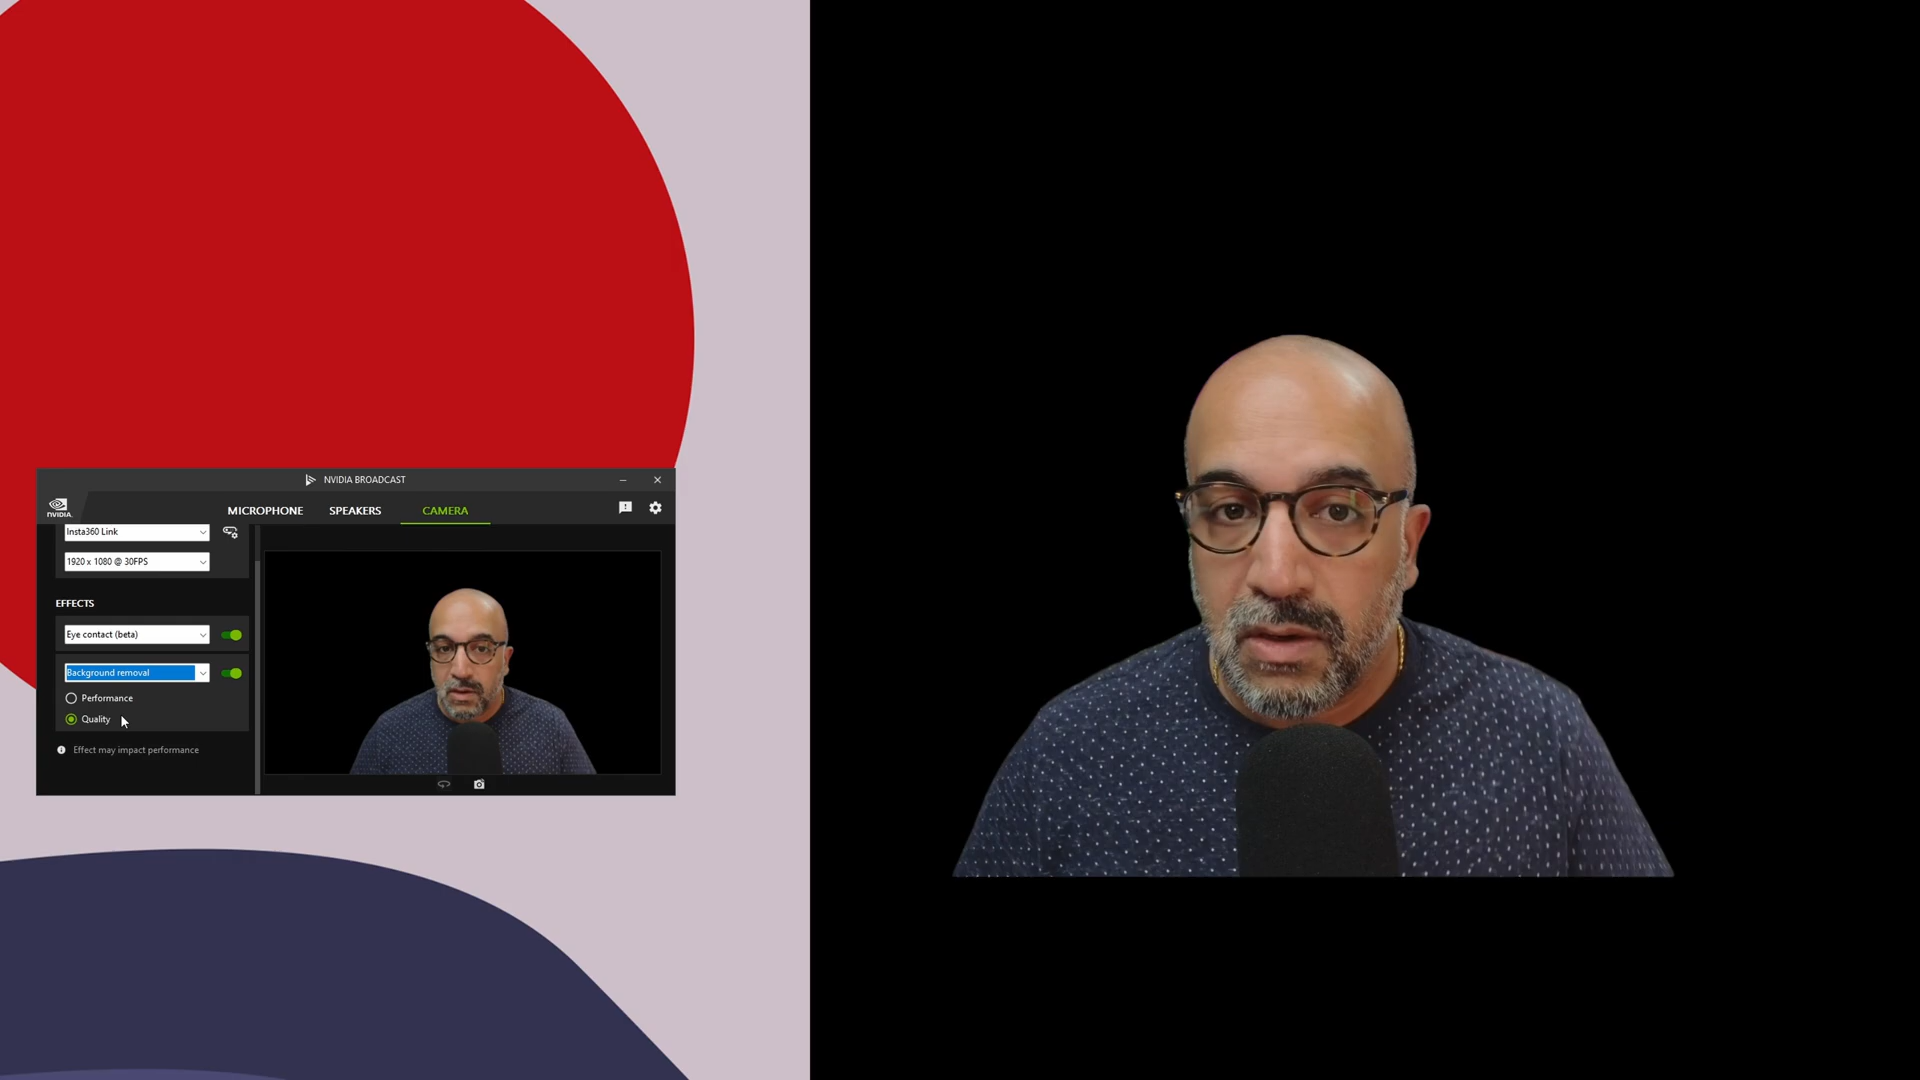 NVIDIA BROADCAST
NVIDIA.
MICROPHONE
SPEAKERS
CAMERA
Insta360 Link
1920 x 1080 @ 30FPS
EFFECTS
Eye contact (beta)
Background removal
Performance
Quality
Effect may impact performance